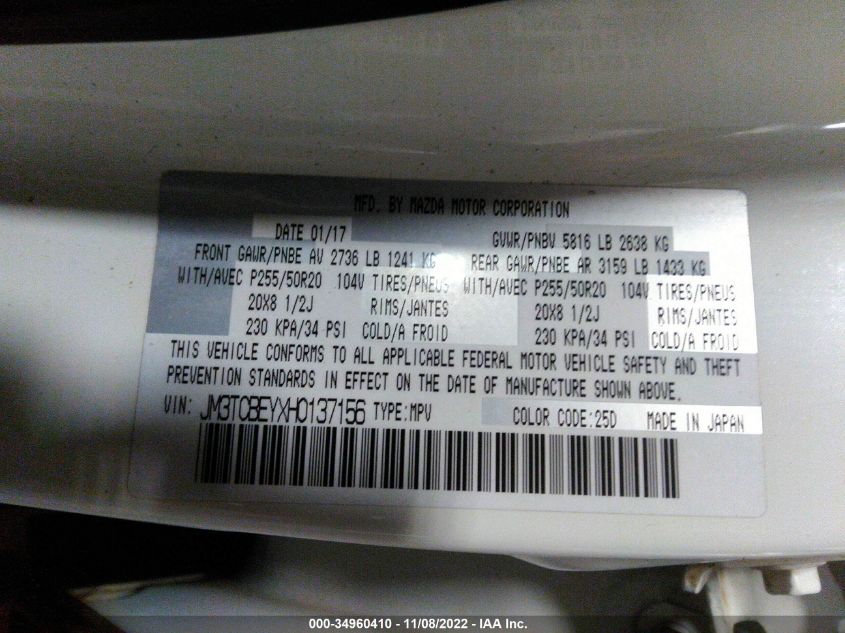 MFD. BY MAZDA MOTOR CORPORATION
DATE 01/17 GVWR/PNBV 5816 LB 2638 KG
FRONT GAWR/PNBE AV 2736 LB 1241 KG REAR GAWR/PNBE AR 3159 LB 1433 KG
WITH/AVEC P255/50R20 104V TIRES/PNEUS WITH/AVEC P255/50R20 104V TIRES/PNEUS
20X8 1/2J RIMS/JANTES 20X8 1/2J RIMS/JANTES
230 KPA/34 PSI COLD/A FROID 230 KPA/34 PSI COLD/A FROID
THIS VEHICLE CONFORMS TO ALL APPLICABLE FEDERAL MOTOR VEHICLE SAFETY AND THEFT
PREVENTION STANDARDS IN EFFECT ON THE DATE OF MANUFACTURE SHOWN ABOVE.
VIN: JM3TCBEYXH0137156 TYPE:MPV COLOR CODE:25D MADE IN JAPAN
000-34960410 - 11/08/2022 - IAA Inc.